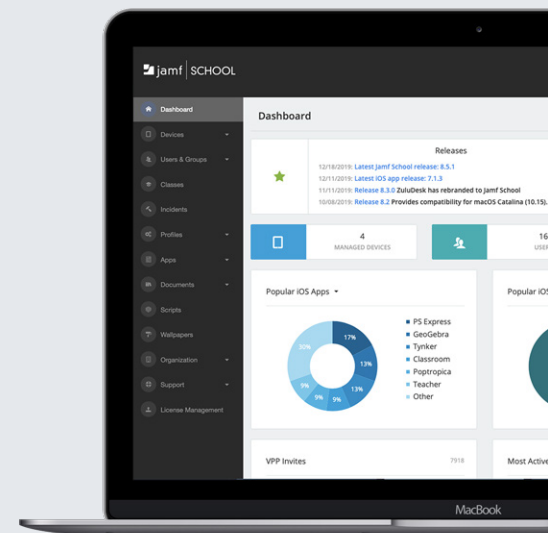 jamf SCHOOL
Dashboard
Devices
Users & Groups
Classes
Incidents
Profiles
Apps
Documents
Scripts
Wallpapers
Organization
Support
License Management
Dashboard
Releases
12/18/2019: Latest Jamf School release: 8.5.1
12/11/2019: Latest iOS app release: 7.1.3
11/11/2019: Release 8.3.0 ZuluDesk has rebranded to Jamf School
10/08/2019: Release 8.2 Provides compatibility for macOS Catalina (10.15).
4
MANAGED DEVICES
16
USER
Popular iOS Apps
17%
13%
13%
9%
9%
9%
30%
PS Express
GeoGebra
Tynker
Classroom
Poptropica
Teacher
Other
Popular iOS
VPP Invites
7918
Most Active
MacBook